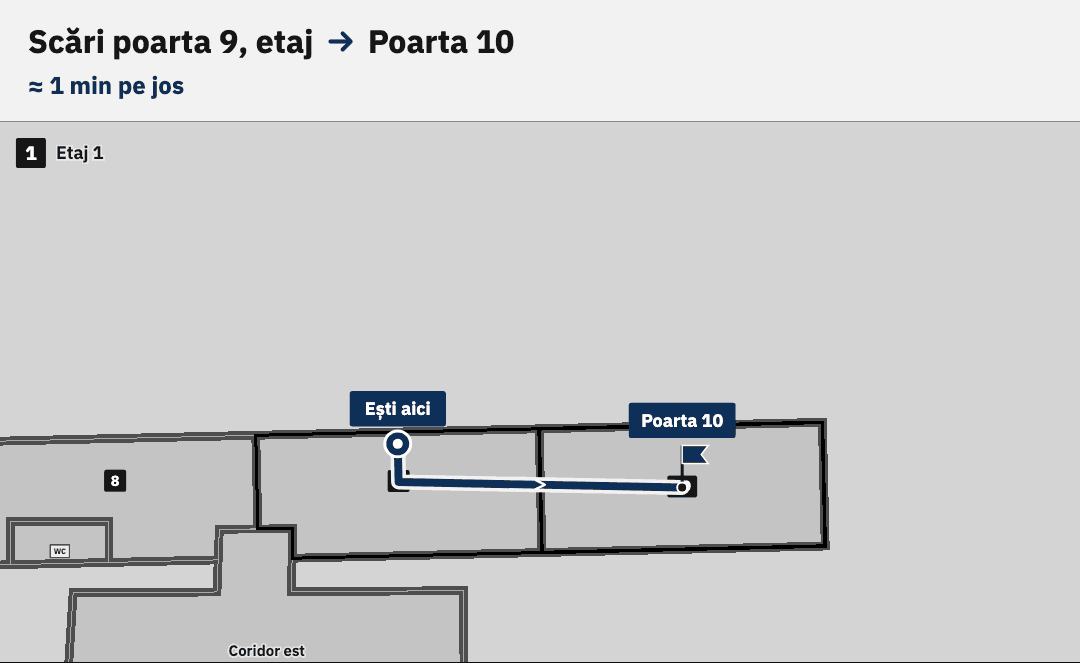 Scări poarta 9, etaj → Poarta 10
≈ 1 min pe jos
1 Etaj 1
Ești aici
Poarta 10
8
WC
Coridor est